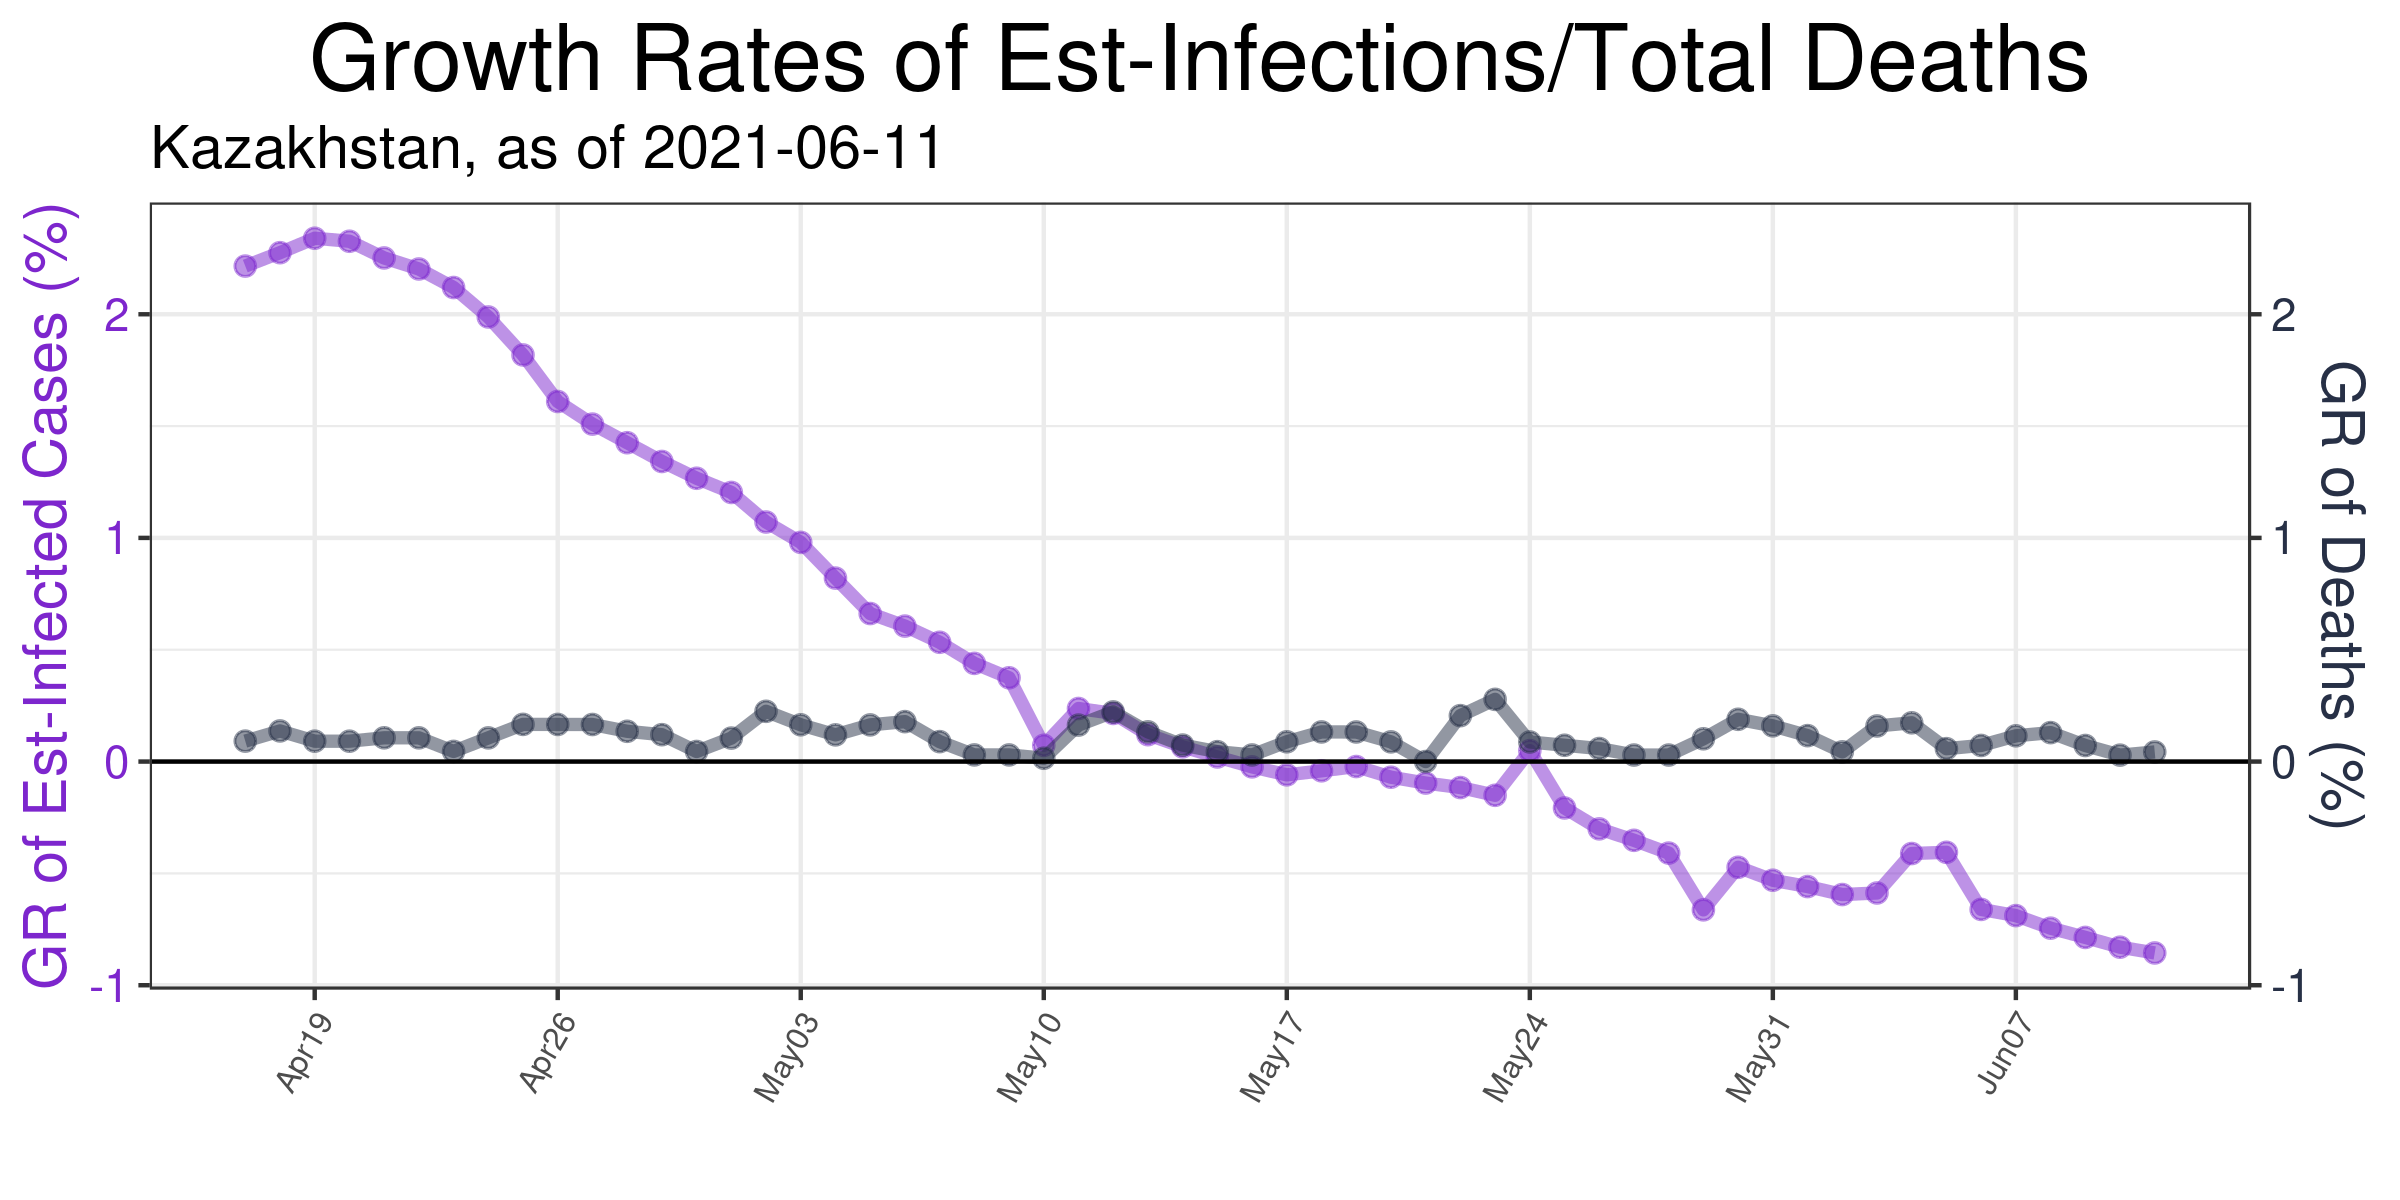 Growth Rates of Est-Infections/Total Deaths
Kazakhstan, as of 2021-06-11
GR of Est-Infected Cases (%)
2
1
0
-1
2
1
0
-1
GR of Deaths (%)
Apr19
Apr26
May03
May10
May17
May24
May31
Jun07